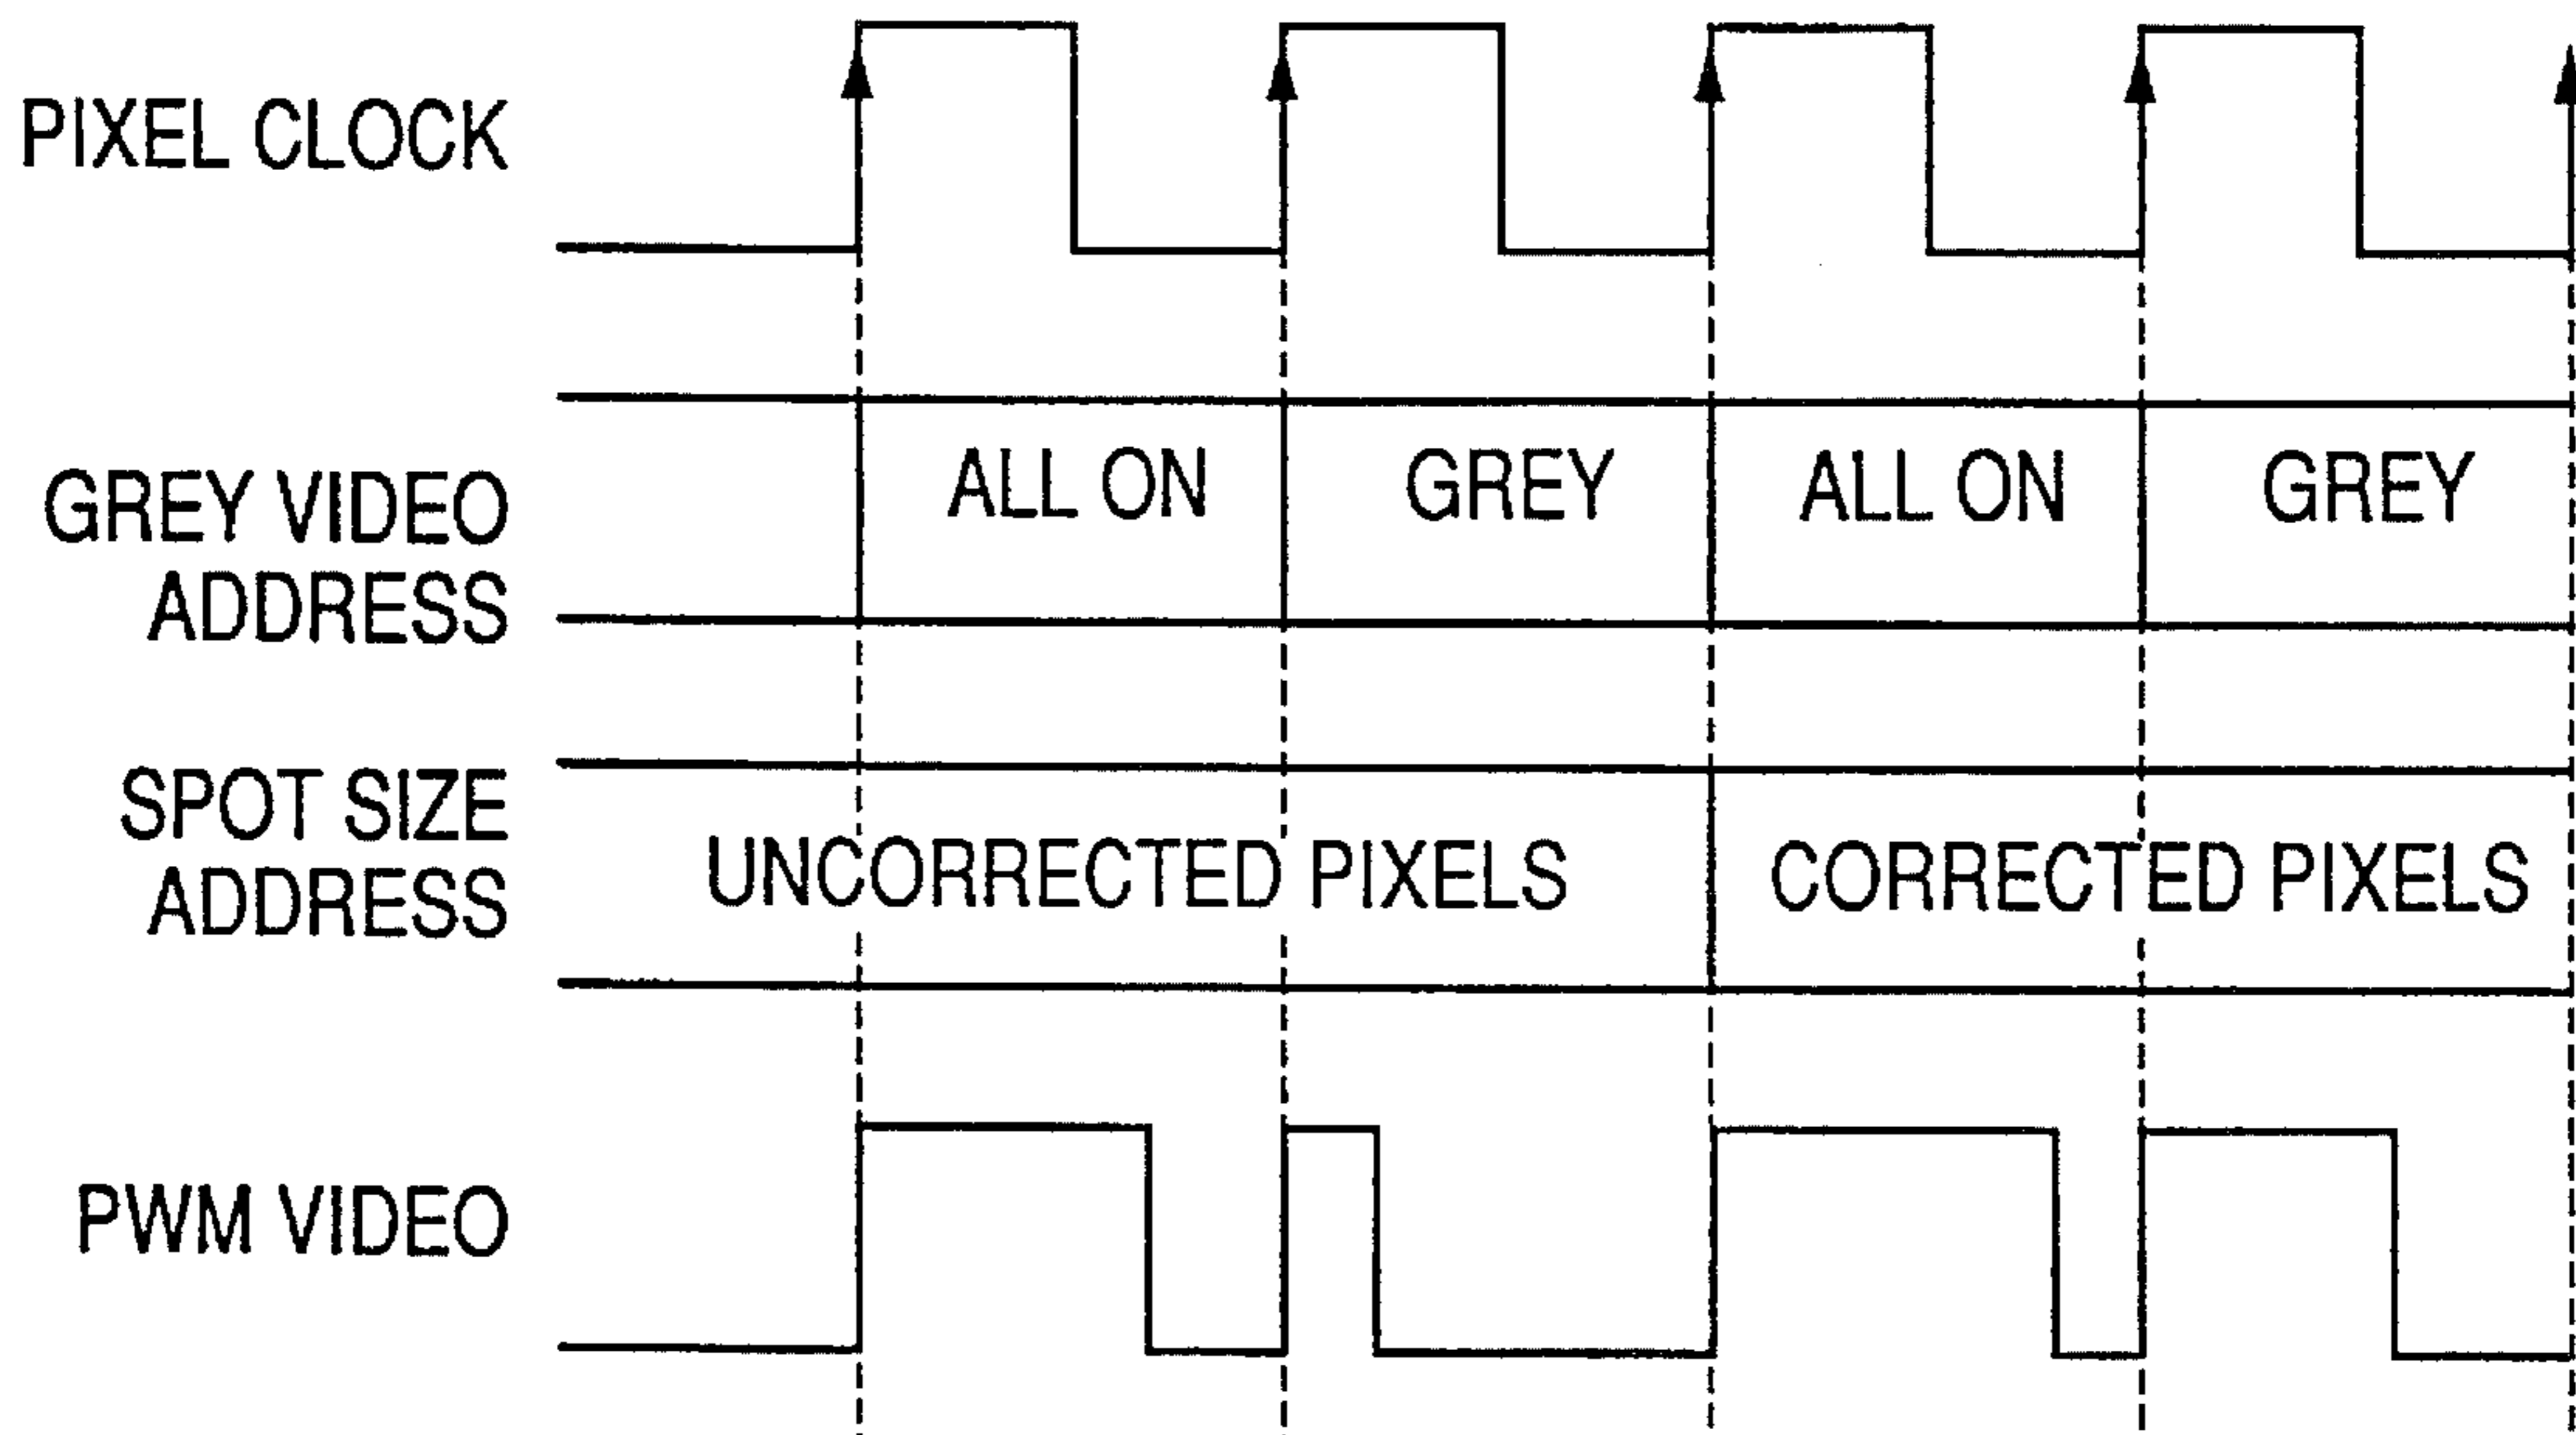 PIXEL CLOCK
GREY VIDEO
ADDRESS
ALL ON
GREY
ALL ON
GREY
SPOT SIZE
ADDRESS
UNCORRECTED PIXELS
CORRECTED PIXELS
PWM VIDEO